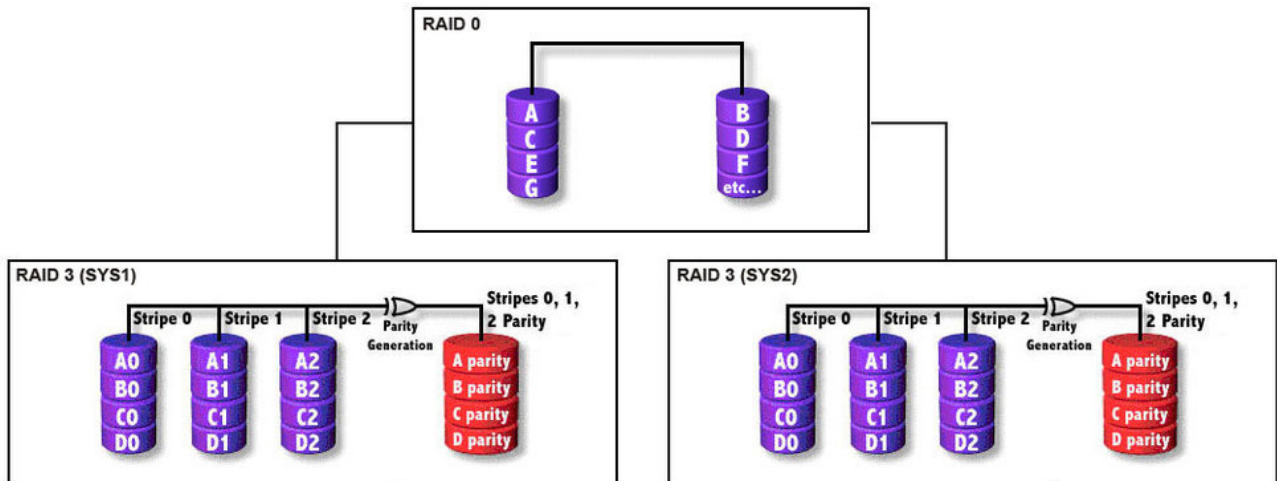 RAID 0
A
C
E
G
B
D
F
etc...
RAID 3 (SYS1)
Stripe 0
Stripe 1
Stripe 2
Parity
Generation
Stripes 0, 1,
2 Parity
A0
B0
C0
D0
A1
B1
C1
D1
A2
B2
C2
D2
A parity
B parity
C parity
D parity
RAID 3 (SYS2)
Stripe 0
Stripe 1
Stripe 2
Parity
Generation
Stripes 0, 1,
2 Parity
A0
B0
C0
D0
A1
B1
C1
D1
A2
B2
C2
D2
A parity
B parity
C parity
D parity